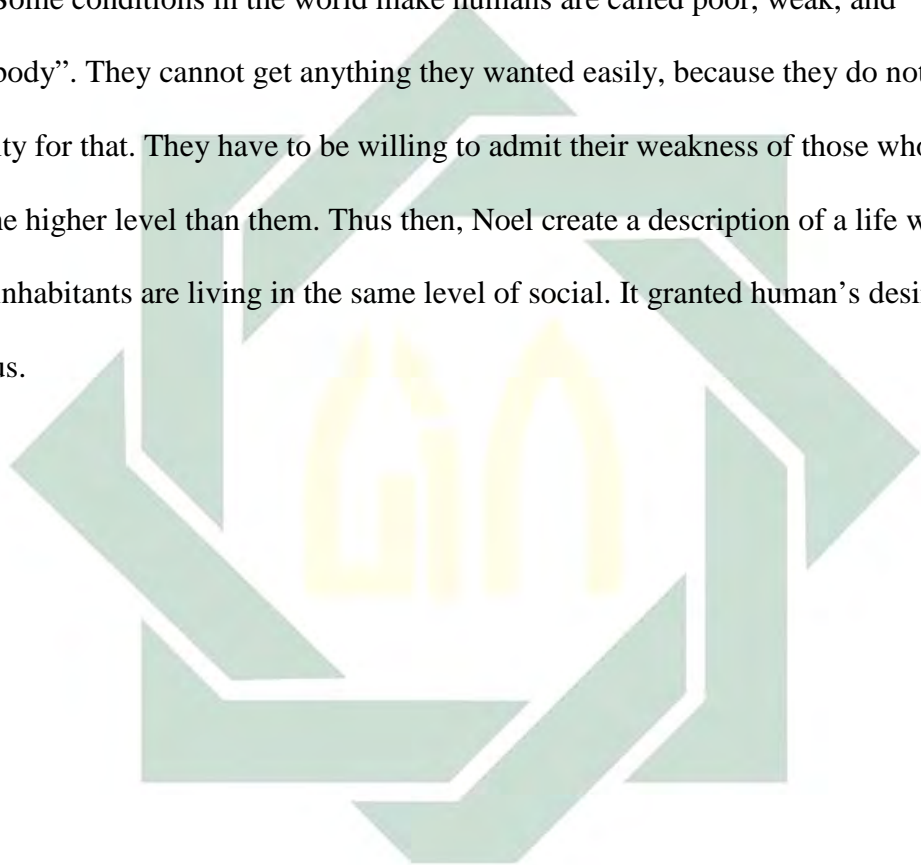 Some conditions in the world make humans are called poor, weak, and
body”. They cannot get anything they wanted easily, because they do not
ity for that. They have to be willing to admit their weakness of those who
he higher level than them. Thus then, Noel create a description of a life w
inhabitants are living in the same level of social. It granted human’s desi
us.